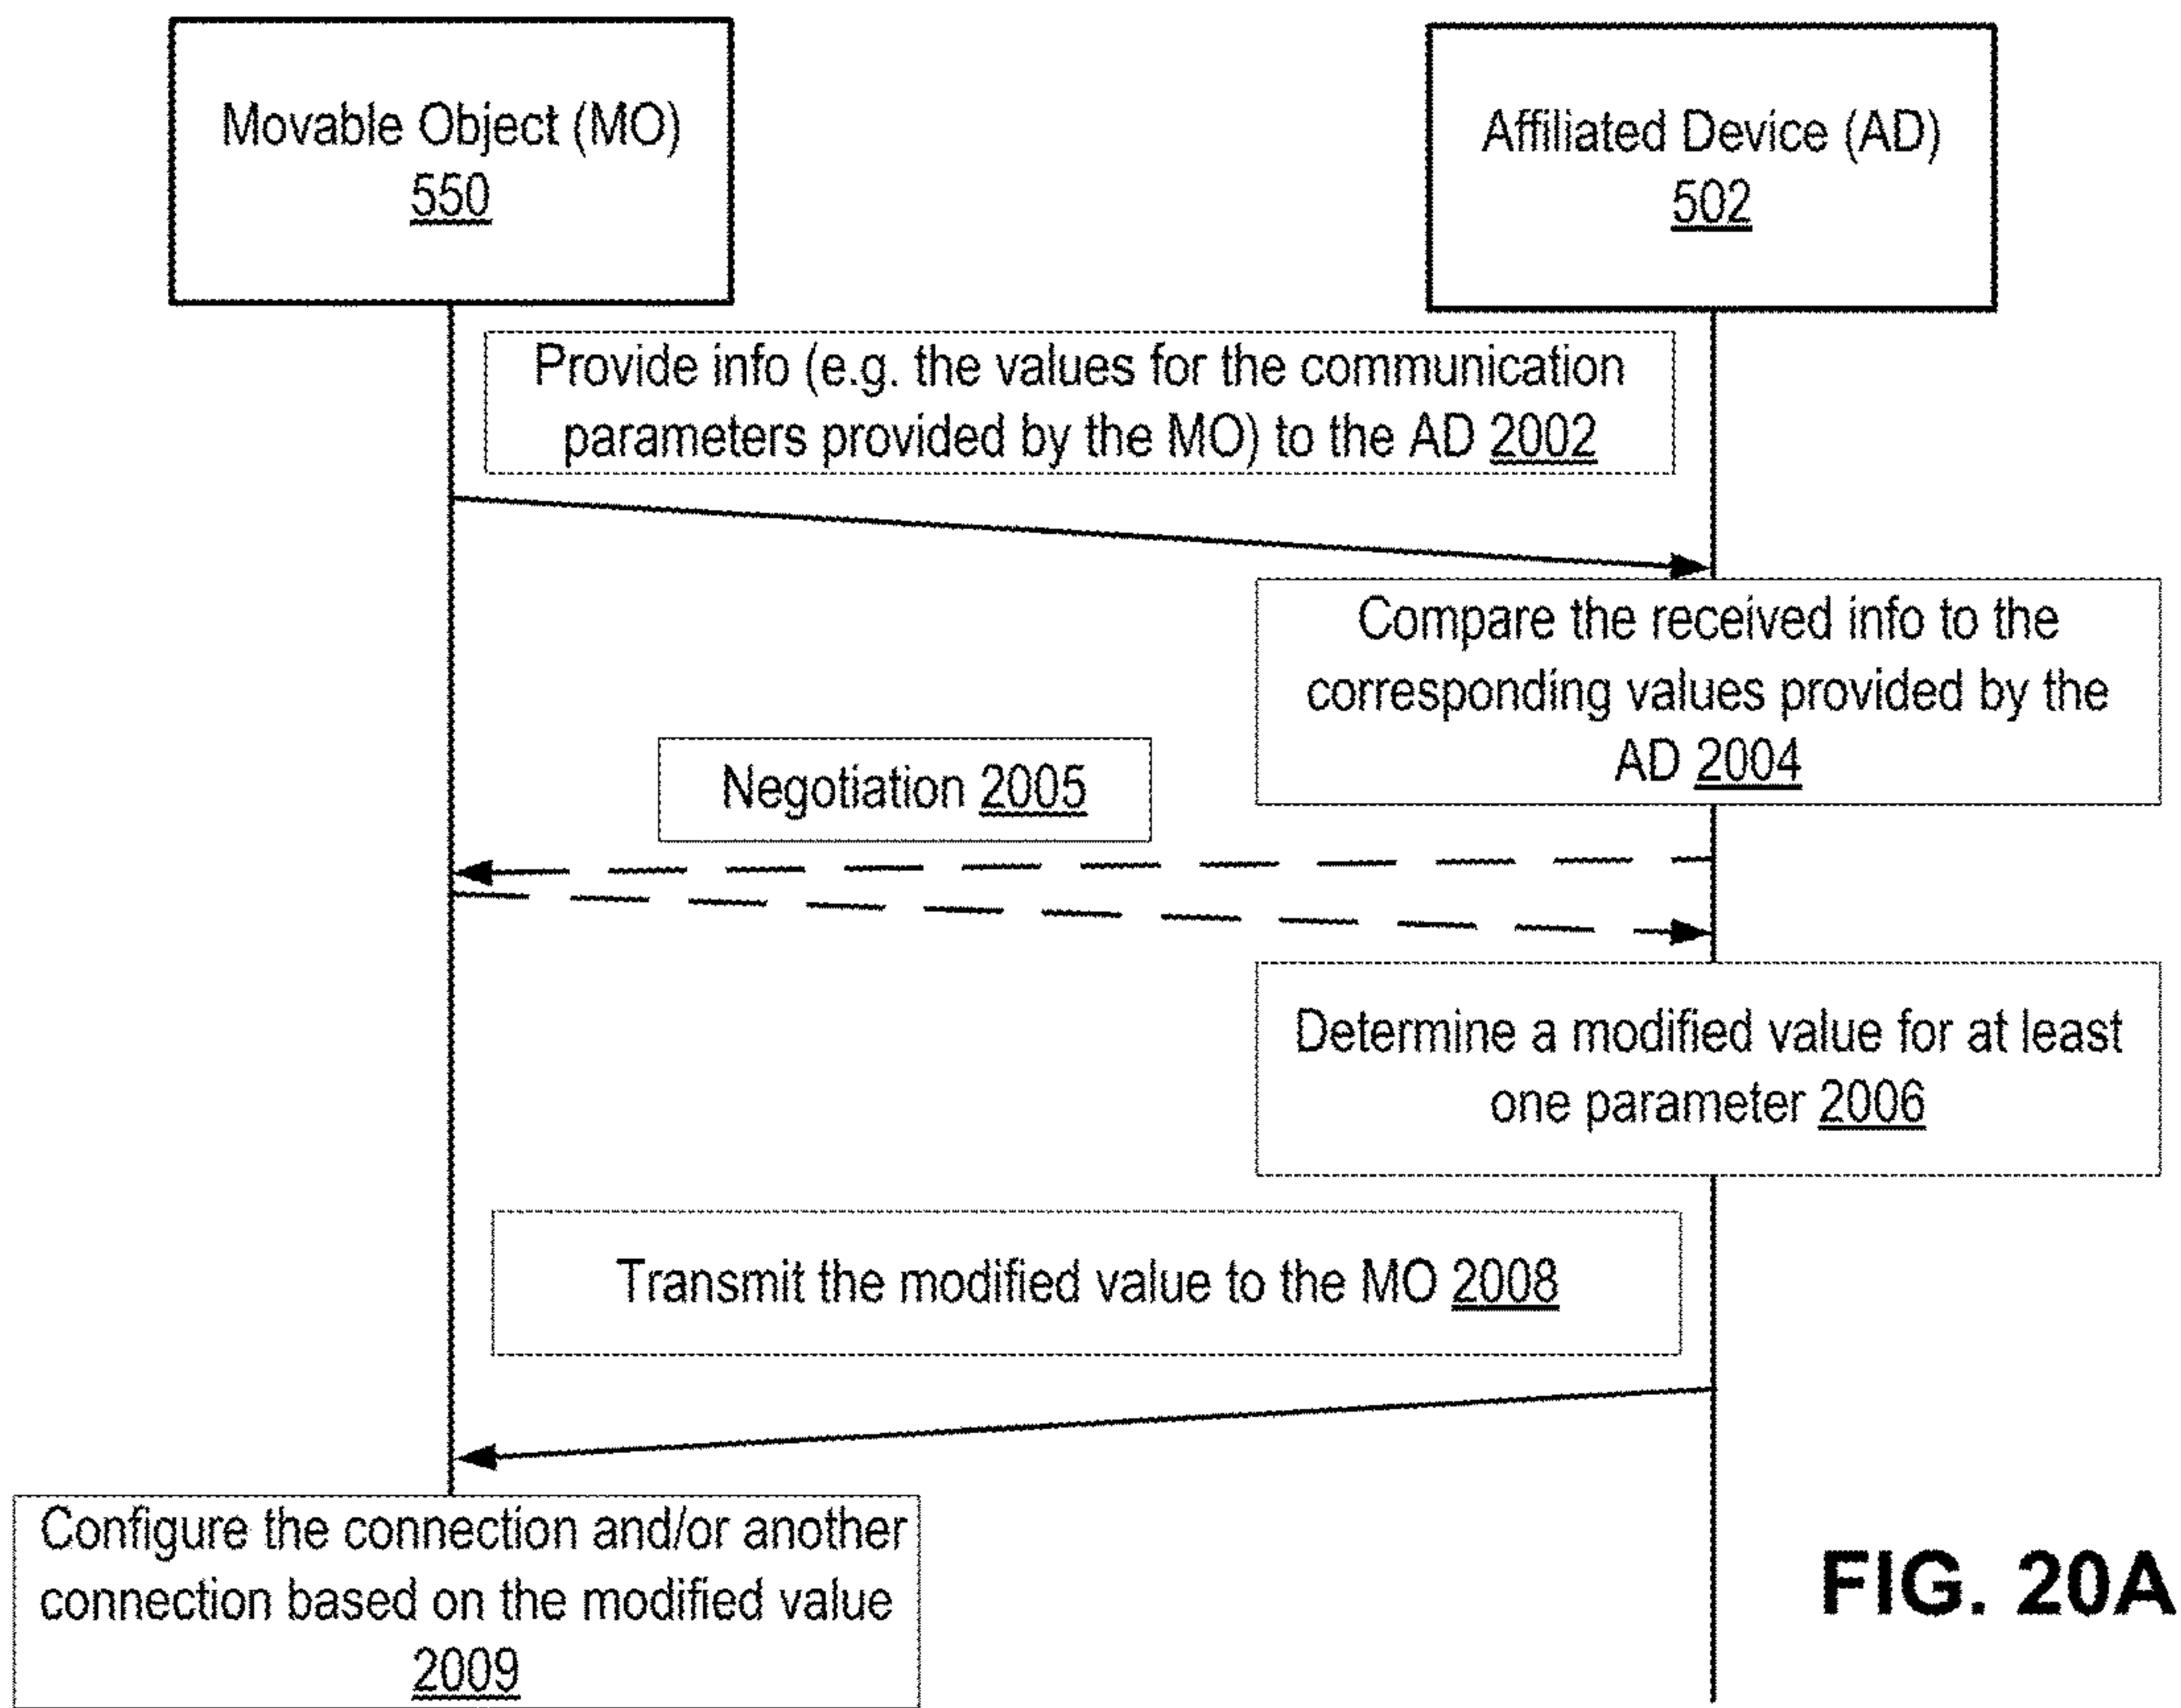 Movable Object (MO)
550
Affiliated Device (AD)
502
Provide info (e.g. the values for the communication
parameters provided by the MO) to the AD 2002
Compare the received info to the
corresponding values provided by the
AD 2004
Negotiation 2005
Determine a modified value for at least
one parameter 2006
Transmit the modified value to the MO 2008
Configure the connection and/or another
connection based on the modified value
2009
FIG. 20A